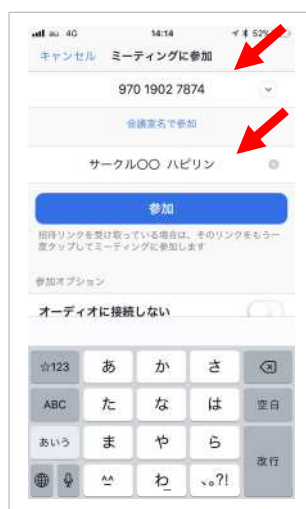 au 4G 14:14 52%
キャンセル ミーティングに参加
970 1902 7874
会議室名で参加
サークル〇〇 ハピリン
参加
招待リンクを受け取っている場合は、そのリンクをもう一
度タップしてミーティングに参加します
参加オプション
オーディオに接続しない
☆123 あ か さ
ABC た な は 空白
あいう ま や ら
改行
^^ わ_ 、。?!